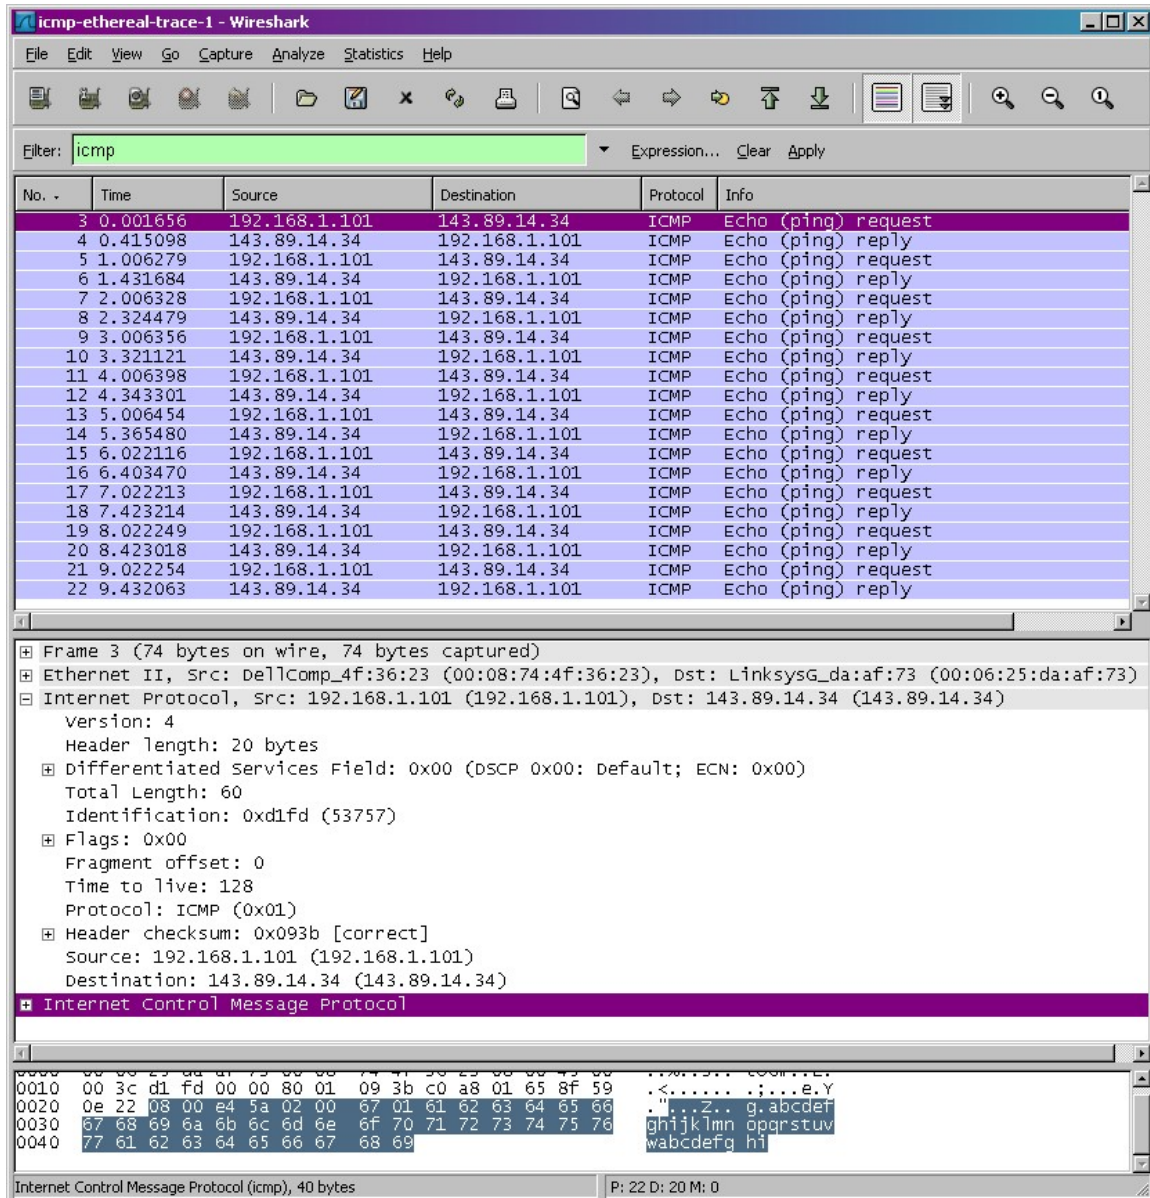 icmp-ethereal-trace-1 - Wireshark
File Edit View Go Capture Analyze Statistics Help
Filter: icmp Expression... Clear Apply
No. Time Source Destination Protocol Info
3 0.001656 192.168.1.101 143.89.14.34 ICMP Echo (ping) request
4 0.415098 143.89.14.34 192.168.1.101 ICMP Echo (ping) reply
5 1.006279 192.168.1.101 143.89.14.34 ICMP Echo (ping) request
6 1.431684 143.89.14.34 192.168.1.101 ICMP Echo (ping) reply
7 2.006328 192.168.1.101 143.89.14.34 ICMP Echo (ping) request
8 2.324479 143.89.14.34 192.168.1.101 ICMP Echo (ping) reply
9 3.006356 192.168.1.101 143.89.14.34 ICMP Echo (ping) request
10 3.321121 143.89.14.34 192.168.1.101 ICMP Echo (ping) reply
11 4.006398 192.168.1.101 143.89.14.34 ICMP Echo (ping) request
12 4.343301 143.89.14.34 192.168.1.101 ICMP Echo (ping) reply
13 5.006454 192.168.1.101 143.89.14.34 ICMP Echo (ping) request
14 5.365480 143.89.14.34 192.168.1.101 ICMP Echo (ping) reply
15 6.022116 192.168.1.101 143.89.14.34 ICMP Echo (ping) request
16 6.403470 143.89.14.34 192.168.1.101 ICMP Echo (ping) reply
17 7.022213 192.168.1.101 143.89.14.34 ICMP Echo (ping) request
18 7.423214 143.89.14.34 192.168.1.101 ICMP Echo (ping) reply
19 8.022249 192.168.1.101 143.89.14.34 ICMP Echo (ping) request
20 8.423018 143.89.14.34 192.168.1.101 ICMP Echo (ping) reply
21 9.022254 192.168.1.101 143.89.14.34 ICMP Echo (ping) request
22 9.432063 143.89.14.34 192.168.1.101 ICMP Echo (ping) reply
Frame 3 (74 bytes on wire, 74 bytes captured)
Ethernet II, Src: DellComp_4f:36:23 (00:08:74:4f:36:23), Dst: LinksysG_da:af:73 (00:06:25:da:af:73)
Internet Protocol, Src: 192.168.1.101 (192.168.1.101), Dst: 143.89.14.34 (143.89.14.34)
Version: 4
Header length: 20 bytes
Differentiated Services Field: 0x00 (DSCP 0x00: Default; ECN: 0x00)
Total Length: 60
Identification: 0xd1fd (53757)
Flags: 0x00
Fragment offset: 0
Time to live: 128
Protocol: ICMP (0x01)
Header checksum: 0x093b [correct]
Source: 192.168.1.101 (192.168.1.101)
Destination: 143.89.14.34 (143.89.14.34)
Internet Control Message Protocol
0010 00 3c d1 fd 00 00 80 01 09 3b c0 a8 01 65 8f 59 .<...... .;...e.Y
0020 0e 22 08 00 e4 5a 02 00 67 01 61 62 63 64 65 66 ."...Z.. g.abcdef
0030 67 68 69 6a 6b 6c 6d 6e 6f 70 71 72 73 74 75 76 ghijklmn opqrstuv
0040 77 61 62 63 64 65 66 67 68 69 wabcdefg hi
Internet Control Message Protocol (icmp), 40 bytes P: 22 D: 20 M: 0